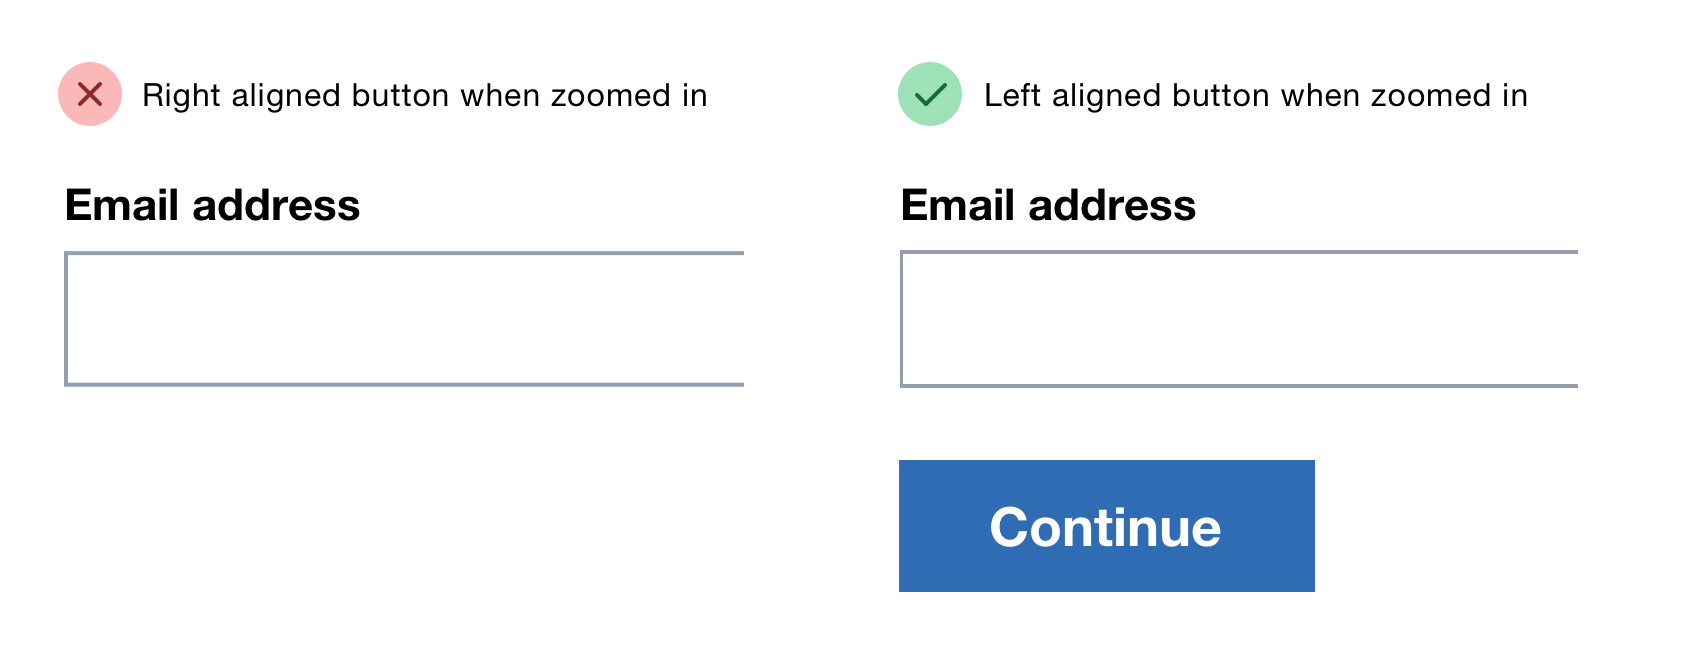 Right aligned button when zoomed in
Email address
Left aligned button when zoomed in
Email address
Continue